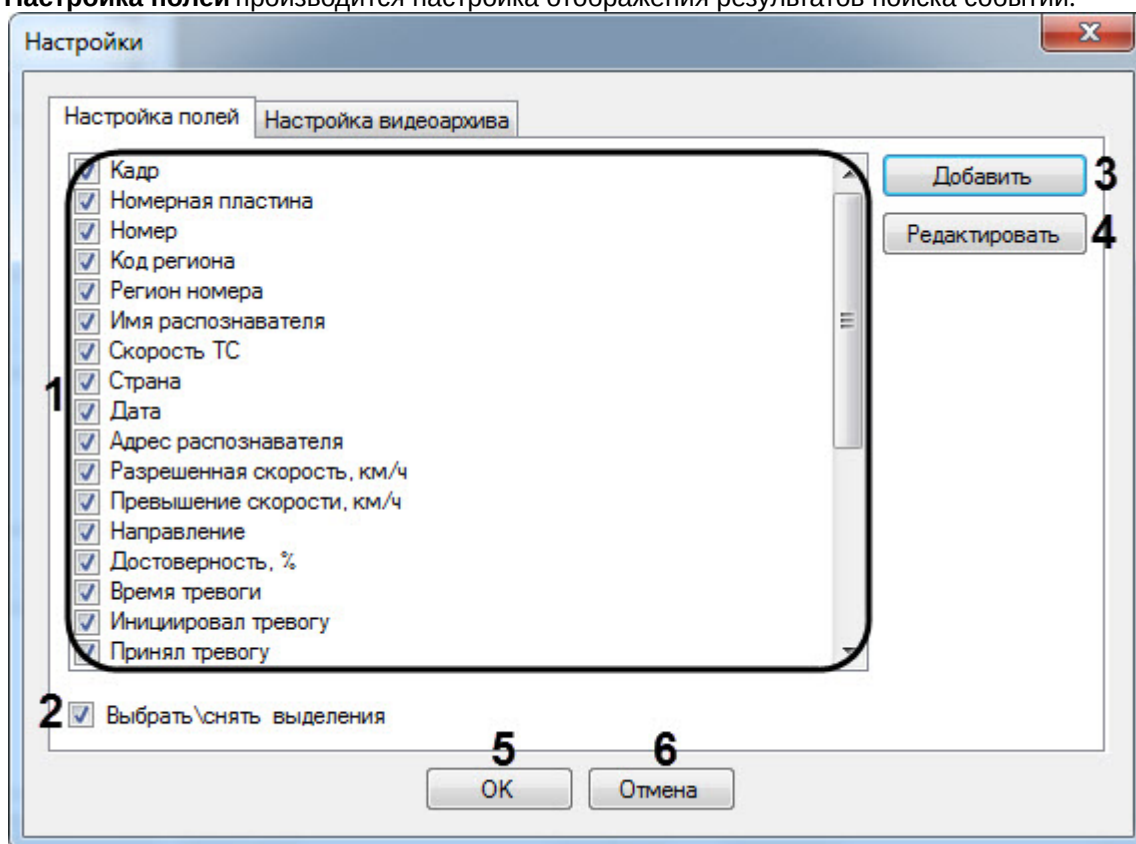 Настройка полей производится настройка отображения результатов поиска событий.
Настройки
Настройка полей Настройка видеоархива
Кадр
Номерная пластина
Номер
Код региона
Регион номера
Имя распознавателя
Скорость ТС
Страна
Дата
Адрес распознавателя
Разрешенная скорость, км/ч
Превышение скорости, км/ч
Направление
Достоверность, %
Время тревоги
Инициировал тревогу
Принял тревогу
1
Добавить 3
Редактировать 4
2 Выбрать\снять выделения
5 6
OK Отмена